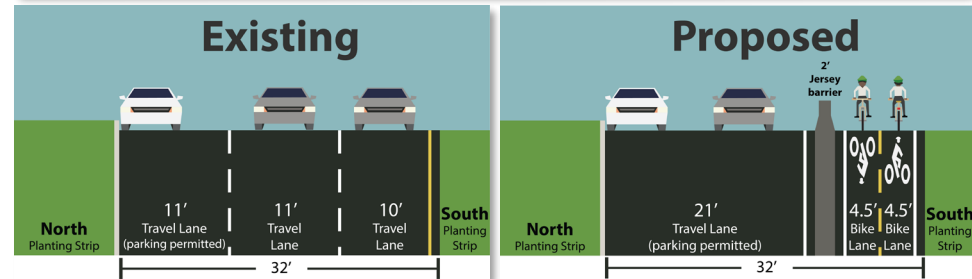 Existing
11’
Travel Lane
(parking permitted)
11’
Travel
Lane
10’
Travel
Lane
North
Planting Strip
South
Planting
Strip
32’
Proposed
2’
Jersey
barrier
21’
Travel Lane
(parking permitted)
4.5’
Bike
Lane
4.5’
Bike
Lane
North
Planting Strip
South
Planting
Strip
32’